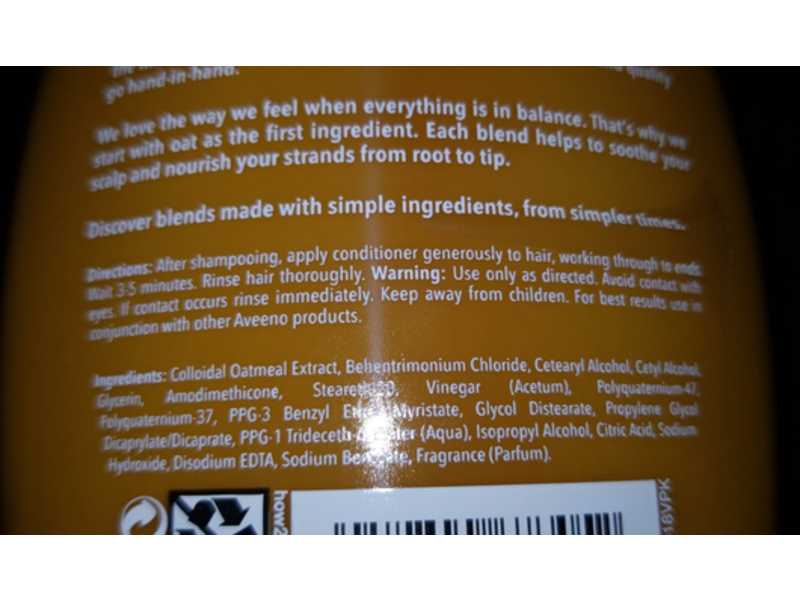 go hand-in-hand. quality
We love the way we feel when everything is in balance. That's why we
start with oat as the first ingredient. Each blend helps to soothe your
scalp and nourish your strands from root to tip.
Discover blends made with simple ingredients, from simpler times.
Directions: After shampooing, apply conditioner generously to hair, working through to ends.
Wait 3-5 minutes. Rinse hair thoroughly. Warning: Use only as directed. Avoid contact with
eyes. If contact occurs rinse immediately. Keep away from children. For best results use in
conjunction with other Aveeno products.
Ingredients: Colloidal Oatmeal Extract, Behentrimonium Chloride, Cetearyl Alcohol, Cetyl Alcohol,
Glycerin, Amodimethicone, Vinegar (Acetum), Polyquaternium-47,
Polyquaternium-37, PPG-3 Benzyl Myristate, Glycol Distearate, Propylene Glycol
Dicaprylate/Dicaprate, PPG-1 Trideceth (Aqua), Isopropyl Alcohol, Citric Acid, Sodium
Hydroxide, Disodium EDTA, Sodium Fragrance (Parfum).
how2
18VPK